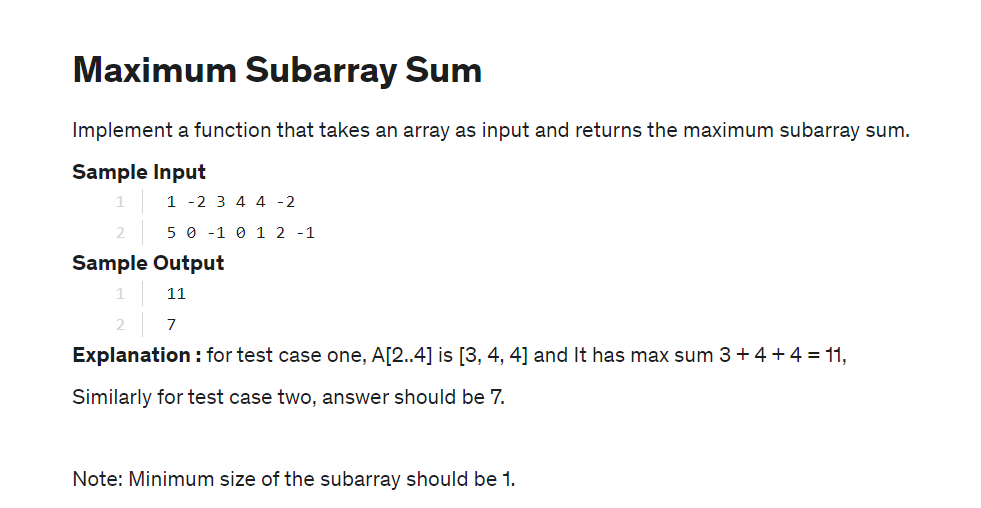 Maximum Subarray Sum
Implement a function that takes an array as input and returns the maximum subarray sum.
Sample Input
1 1 -2 3 4 4 -2
2 5 0 -1 0 1 2 -1
Sample Output
1 11
2 7
Explanation : for test case one, A[2..4] is [3, 4, 4] and It has max sum 3 + 4 + 4 = 11,
Similarly for test case two, answer should be 7.
Note: Minimum size of the subarray should be 1.